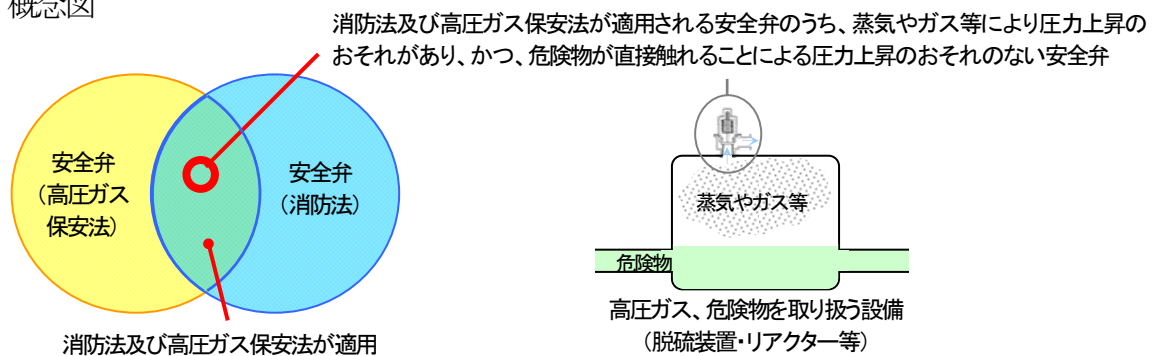 概念図
消防法及び高圧ガス保安法が適用される安全弁のうち、蒸気やガス等により圧力上昇の
おそれがあり、かつ、危険物が直接触れることによる圧力上昇のおそれのない安全弁
安全弁
（高圧ガス
保安法）
安全弁
（消防法）
消防法及び高圧ガス保安法が適用
蒸気やガス等
危険物
高圧ガス、危険物を取り扱う設備
（脱硫装置・リアクター等）